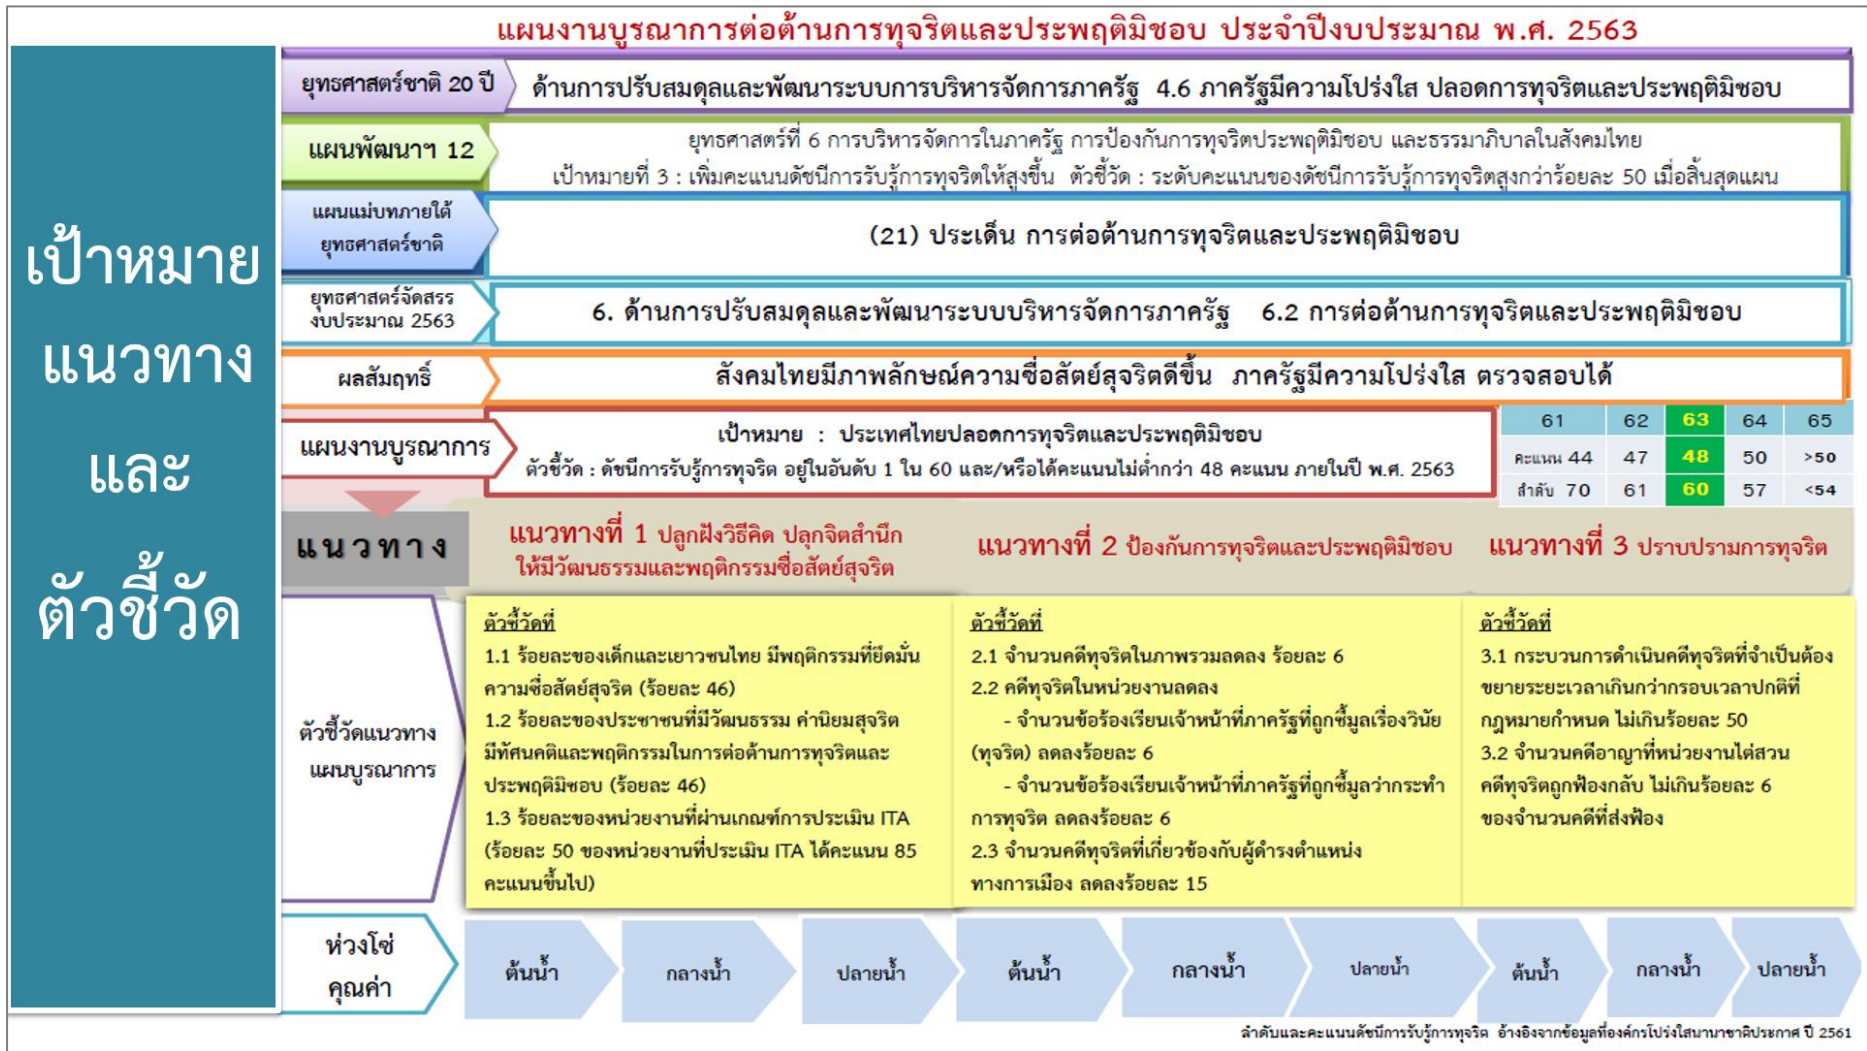 แผนงานบูรณาการต่อต้านการทุจริตและประพฤติมิชอบ ประจำปีงบประมาณ พ.ศ. 2563
เป้าหมาย
แนวทาง
และ
ตัวชี้วัด
ยุทธศาสตร์ชาติ 20 ปี
ด้านการปรับสมดุลและพัฒนาระบบการบริหารจัดการภาครัฐ 4.6 ภาครัฐมีความโปร่งใส ปลอดการทุจริตและประพฤติมิชอบ
แผนพัฒนาฯ 12
ยุทธศาสตร์ที่ 6 การบริหารจัดการในภาครัฐ การป้องกันการทุจริตประพฤติมิชอบ และธรรมาภิบาลในสังคมไทย
เป้าหมายที่ 3 : เพิ่มคะแนนดัชนีการรับรู้การทุจริตให้สูงขึ้น ตัวชี้วัด : ระดับคะแนนของดัชนีการรับรู้การทุจริตสูงกว่าร้อยละ 50 เมื่อสิ้นสุดแผน
แผนแม่บทภายใต้
ยุทธศาสตร์ชาติ
(21) ประเด็น การต่อต้านการทุจริตและประพฤติมิชอบ
ยุทธศาสตร์จัดสรร
งบประมาณ 2563
6. ด้านการปรับสมดุลและพัฒนาระบบบริหารจัดการภาครัฐ 6.2 การต่อต้านการทุจริตและประพฤติมิชอบ
ผลสัมฤทธิ์
สังคมไทยมีภาพลักษณ์ความซื่อสัตย์สุจริตดีขึ้น ภาครัฐมีความโปร่งใส ตรวจสอบได้
แผนงานบูรณาการ
เป้าหมาย : ประเทศไทยปลอดการทุจริตและประพฤติมิชอบ
ตัวชี้วัด : ดัชนีการรับรู้การทุจริต อยู่ในอันดับ 1 ใน 60 และ/หรือได้คะแนนไม่ต่ำกว่า 48 คะแนน ภายในปี พ.ศ. 2563
61 62 63 64 65
คะแนน 44 47 48 50 >50
ลำดับ 70 61 60 57 <54
แนวทาง
แนวทางที่ 1 ปลูกฝังวิธีคิด ปลุกจิตสำนึก
ให้มีวัฒนธรรมและพฤติกรรมซื่อสัตย์สุจริต
แนวทางที่ 2 ป้องกันการทุจริตและประพฤติมิชอบ
แนวทางที่ 3 ปราบปรามการทุจริต
ตัวชี้วัดแนวทาง
แผนบูรณาการ
ตัวชี้วัดที่
1.1 ร้อยละของเด็กและเยาวชนไทย มีพฤติกรรมที่ยึดมั่น
ความซื่อสัตย์สุจริต (ร้อยละ 46)
1.2 ร้อยละของประชาชนที่มีวัฒนธรรม ค่านิยมสุจริต
มีทัศนคติและพฤติกรรมในการต่อต้านการทุจริตและ
ประพฤติมิชอบ (ร้อยละ 46)
1.3 ร้อยละของหน่วยงานที่ผ่านเกณฑ์การประเมิน ITA
(ร้อยละ 50 ของหน่วยงานที่ประเมิน ITA ได้คะแนน 85
คะแนนขึ้นไป)
ตัวชี้วัดที่
2.1 จำนวนคดีทุจริตในภาพรวมลดลง ร้อยละ 6
2.2 คดีทุจริตในหน่วยงานลดลง
- จำนวนข้อร้องเรียนเจ้าหน้าที่ภาครัฐที่ถูกชี้มูลเรื่องวินัย
(ทุจริต) ลดลงร้อยละ 6
- จำนวนข้อร้องเรียนเจ้าหน้าที่ภาครัฐที่ถูกชี้มูลว่ากระทำ
การทุจริต ลดลงร้อยละ 6
2.3 จำนวนคดีทุจริตที่เกี่ยวข้องกับผู้ดำรงตำแหน่ง
ทางการเมือง ลดลงร้อยละ 15
ตัวชี้วัดที่
3.1 กระบวนการดำเนินคดีทุจริตที่จำเป็นต้อง
ขยายระยะเวลาเกินกว่ากรอบเวลาปกติที่
กฎหมายกำหนด ไม่เกินร้อยละ 50
3.2 จำนวนคดีอาญาที่หน่วยงานไต่สวน
คดีทุจริตถูกฟ้องกลับ ไม่เกินร้อยละ 6
ของจำนวนคดีที่ส่งฟ้อง
ห่วงโซ่
คุณค่า
ต้นน้ำ กลางน้ำ ปลายน้ำ ต้นน้ำ กลางน้ำ ปลายน้ำ ต้นน้ำ กลางน้ำ ปลายน้ำ
ลำดับและคะแนนดัชนีการรับรู้การทุจริต อ้างอิงจากข้อมูลที่องค์กรโปร่งใสนานาชาติประกาศ ปี 2561